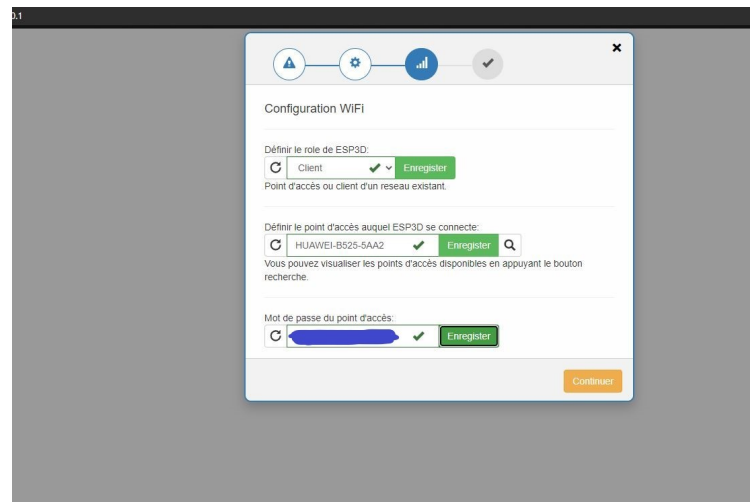 0.1
Configuration WiFi
Définir le role de ESP3D:
Client
Enregister
Point d'accès ou client d'un reseau existant.
Définir le point d'accès auquel ESP3D se connecte:
HUAWEI-B525-5AA2
Enregister
Vous pouvez visualiser les points d'accès disponibles en appuyant le bouton
recherche.
Mot de passe du point d'accès:
Enregister
Continuer